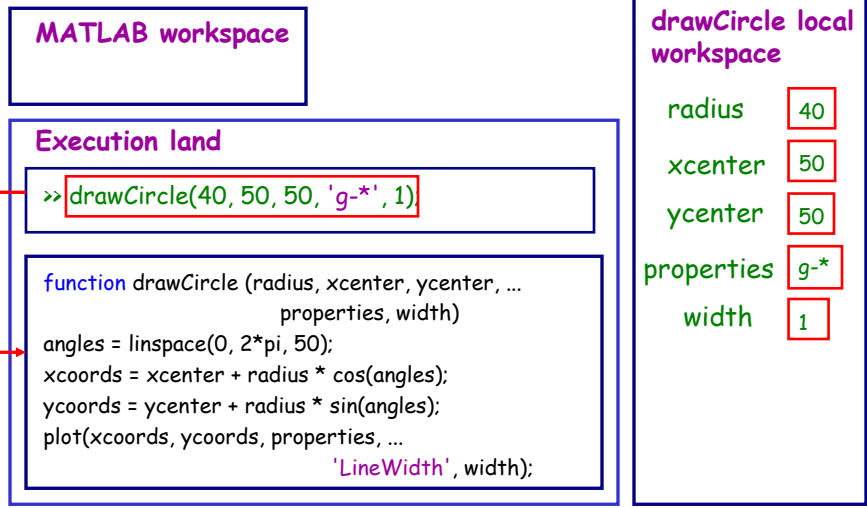 MATLAB workspace
Execution land
>> drawCircle(40, 50, 50, 'g-*', 1);
function drawCircle (radius, xcenter, ycenter, ...
properties, width)
angles = linspace(0, 2*pi, 50);
xcoords = xcenter + radius * cos(angles);
ycoords = ycenter + radius * sin(angles);
plot(xcoords, ycoords, properties, ...
'LineWidth', width);
drawCircle local
workspace
radius 40
xcenter 50
ycenter 50
properties g-*
width 1